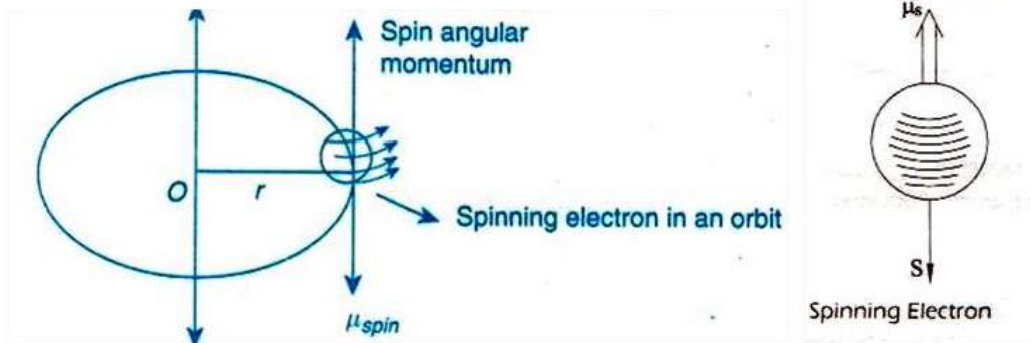 Spin angular
momentum
O
r
Spinning electron in an orbit
μspin
μs
S
Spinning Electron